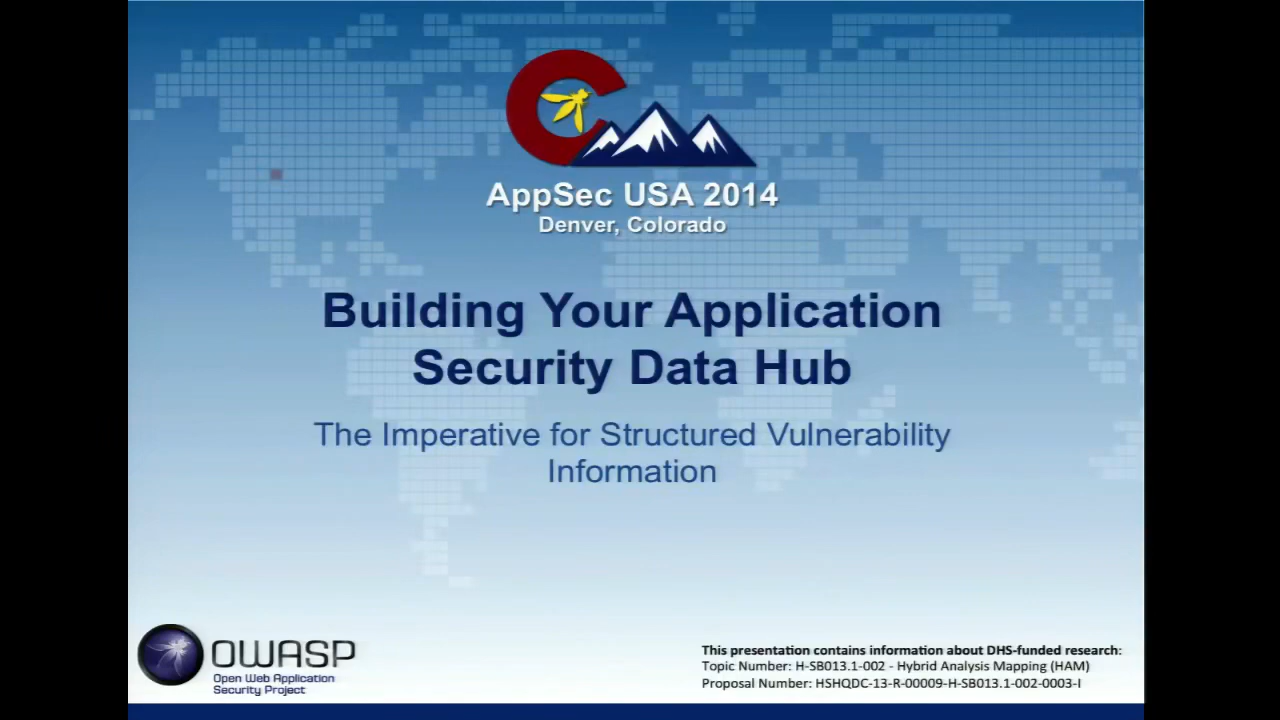 AppSec USA 2014
Denver, Colorado
Building Your Application
Security Data Hub
The Imperative for Structured Vulnerability
Information
OWASP
Open Web Application
Security Project
This presentation contains information about DHS-funded research:
Topic Number: H-SB013.1-002 - Hybrid Analysis Mapping (HAM)
Proposal Number: HSHQDC-13-R-00009-H-SB013.1-002-0003-I